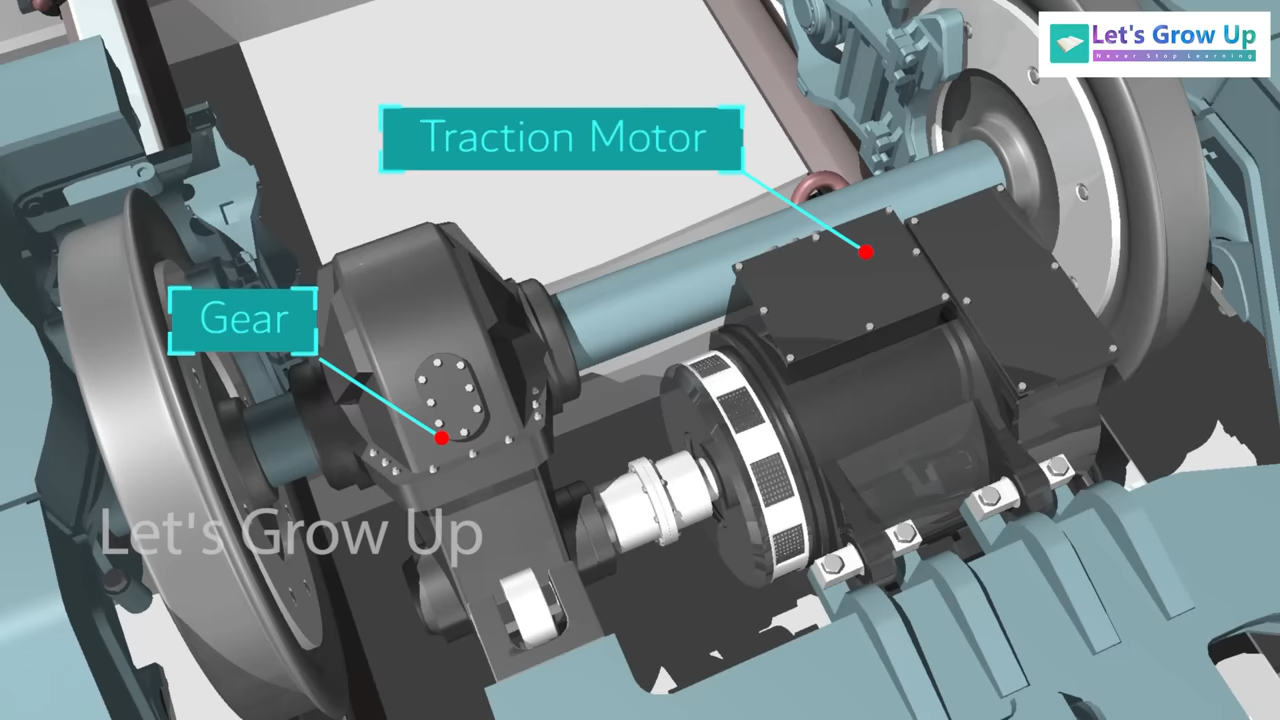 Let's Grow Up
Never Stop Learning
Traction Motor
Gear
Let's Grow Up